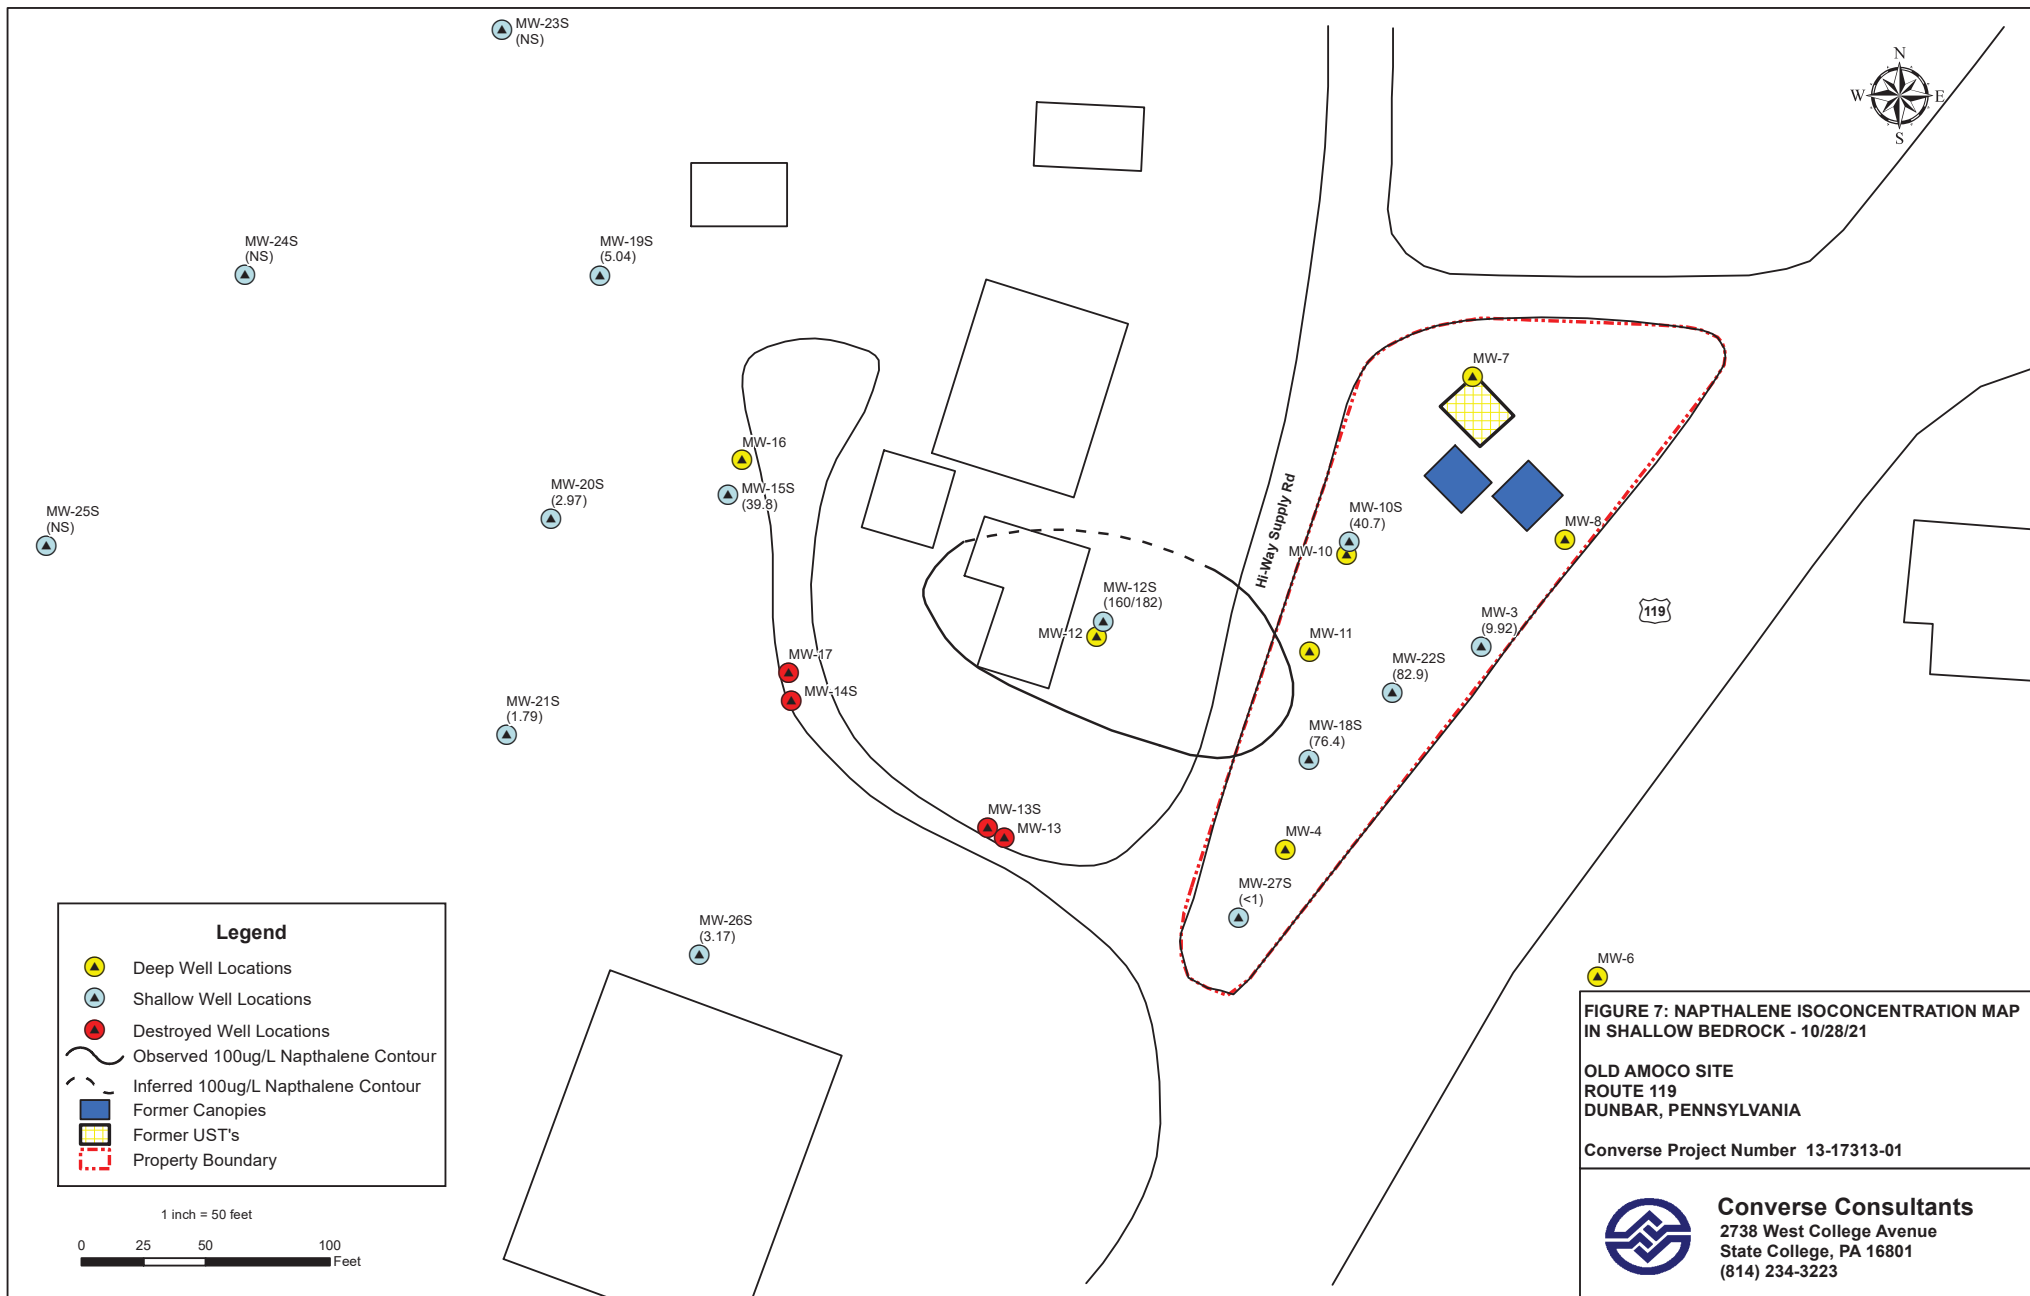 MW-23S
(NS)
N
W
E
S
MW-24S
(NS)
MW-19S
(5.04)
MW-7
MW-16
MW-15S
(39.8)
MW-20S
(2.97)
MW-25S
(NS)
Hi-Way Supply Rd
MW-10S
(40.7)
MW-10
MW-8
MW-12S
(160/182)
MW-12
MW-11
MW-3
(9.92)
119
MW-22S
(82.9)
MW-17
MW-14S
MW-21S
(1.79)
MW-18S
(76.4)
MW-13S
MW-13
MW-4
MW-27S
(<1)
MW-26S
(3.17)
MW-6
Legend
Deep Well Locations
Shallow Well Locations
Destroyed Well Locations
Observed 100ug/L Napthalene Contour
Inferred 100ug/L Napthalene Contour
Former Canopies
Former UST's
Property Boundary
1 inch = 50 feet
0 25 50 100
Feet
FIGURE 7: NAPTHALENE ISOCONCENTRATION MAP
IN SHALLOW BEDROCK - 10/28/21
OLD AMOCO SITE
ROUTE 119
DUNBAR, PENNSYLVANIA
Converse Project Number 13-17313-01
Converse Consultants
2738 West College Avenue
State College, PA 16801
(814) 234-3223